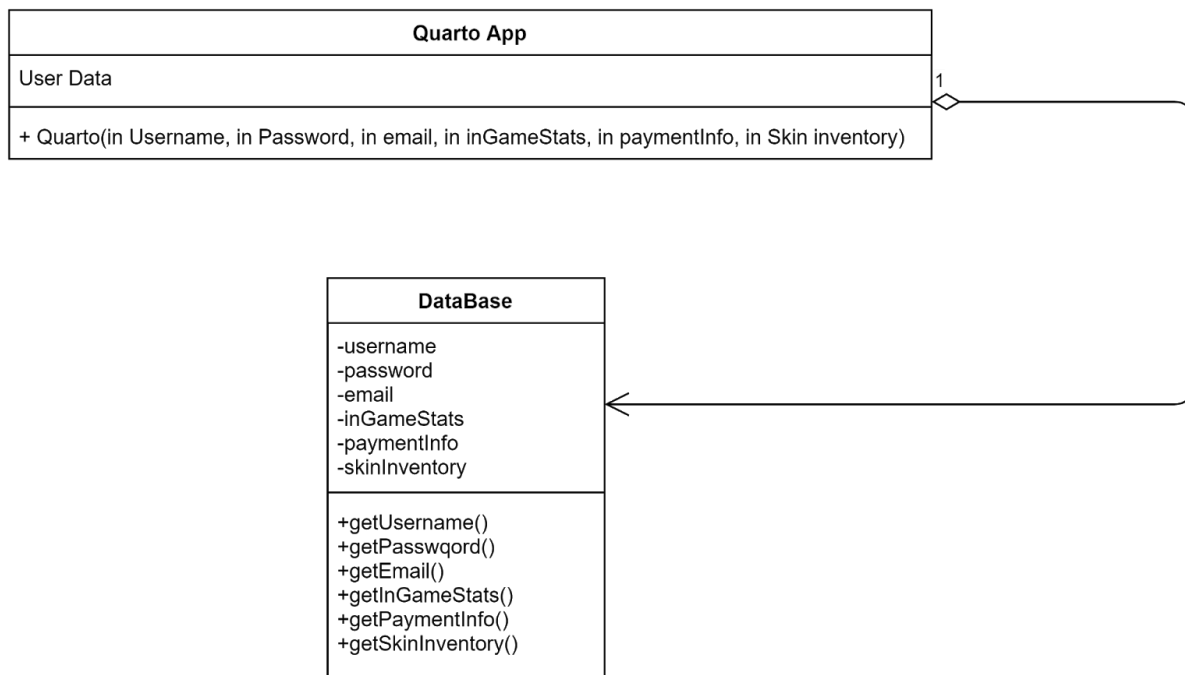 Quarto App
User Data
1
+ Quarto(in Username, in Password, in email, in inGameStats, in paymentInfo, in Skin inventory)
DataBase
-username
-password
-email
-inGameStats
-paymentInfo
-skinInventory
+getUsername()
+getPasswqord()
+getEmail()
+getInGameStats()
+getPaymentInfo()
+getSkinInventory()